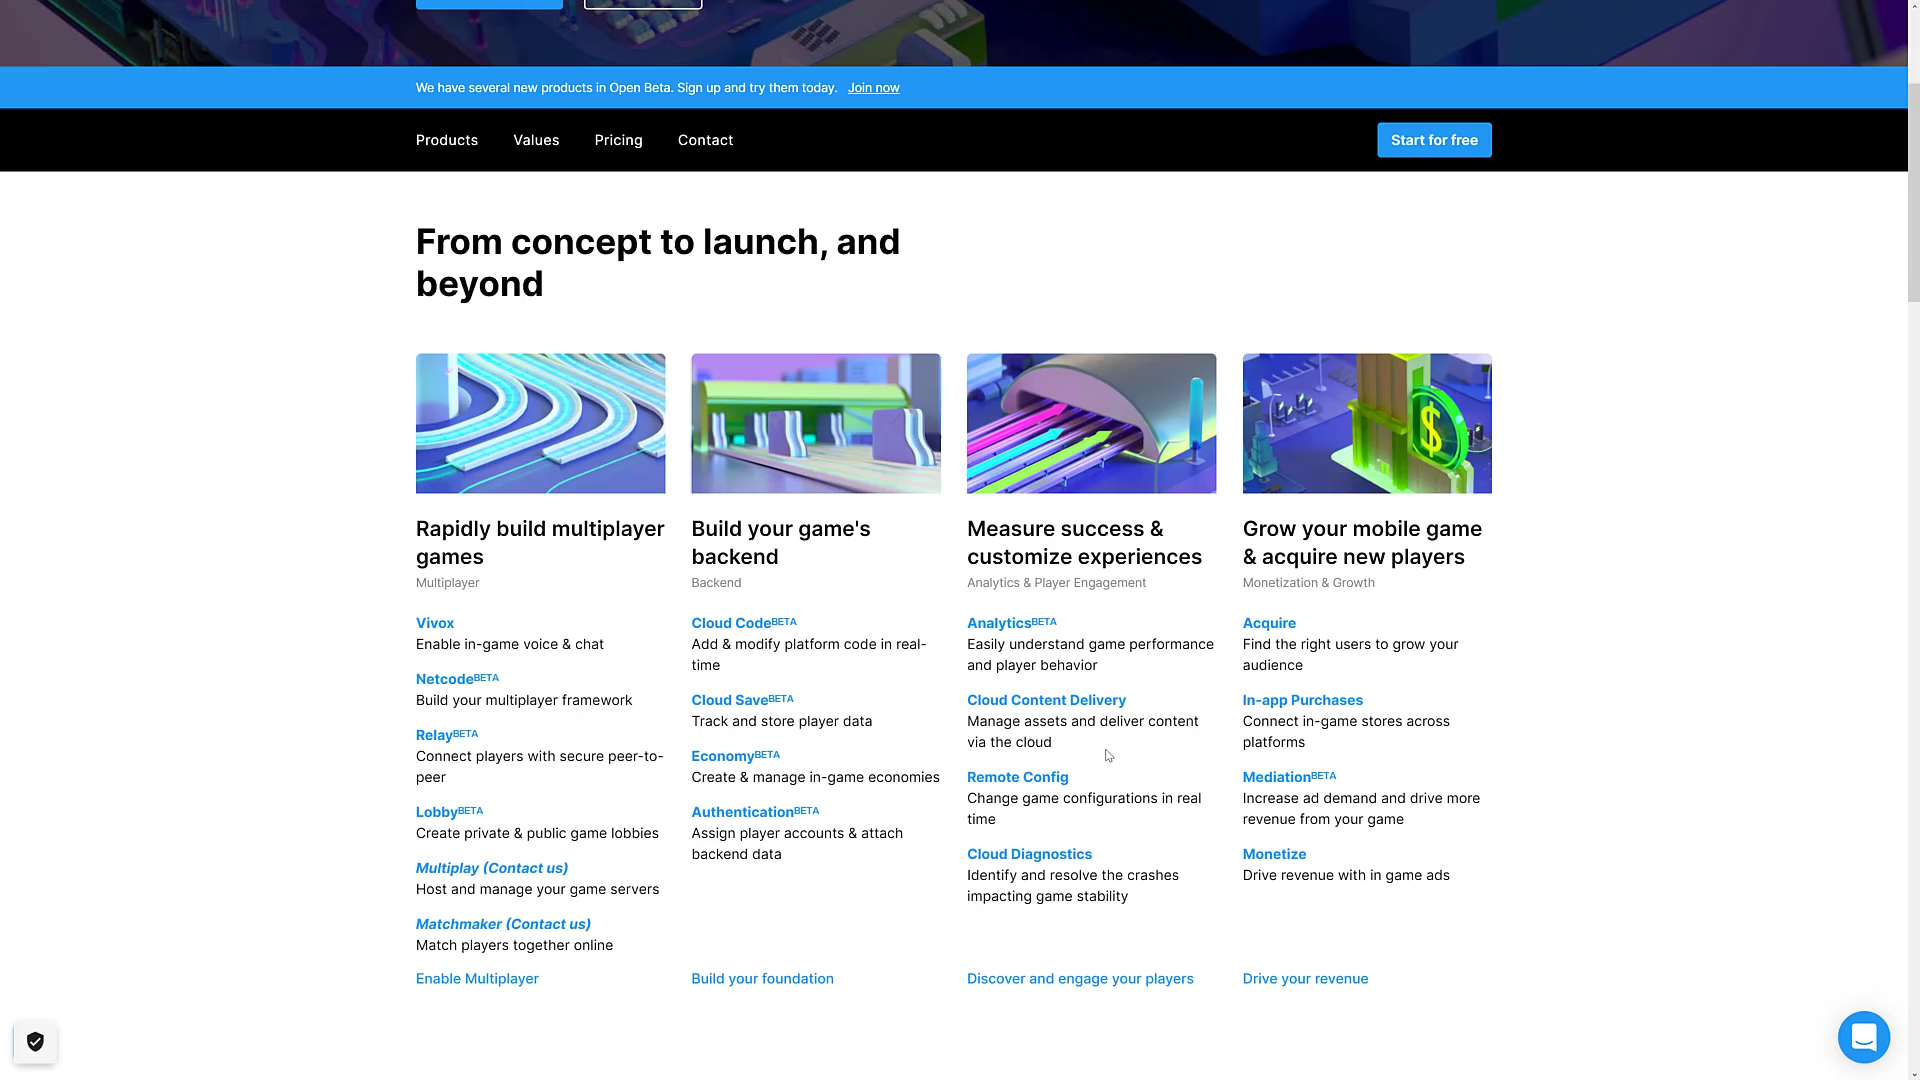 We have several new products in Open Beta. Sign up and try them today. Join now
Products Values Pricing Contact Start for free
From concept to launch, and
beyond
Rapidly build multiplayer
games
Multiplayer
Vivox
Enable in-game voice & chat
NetcodeBETA
Build your multiplayer framework
RelayBETA
Connect players with secure peer-to-
peer
LobbyBETA
Create private & public game lobbies
Multiplay (Contact us)
Host and manage your game servers
Matchmaker (Contact us)
Match players together online
Enable Multiplayer
Build your game's
backend
Backend
Cloud CodeBETA
Add & modify platform code in real-
time
Cloud SaveBETA
Track and store player data
EconomyBETA
Create & manage in-game economies
AuthenticationBETA
Assign player accounts & attach
backend data
Build your foundation
$
Measure success &
customize experiences
Analytics & Player Engagement
AnalyticsBETA
Easily understand game performance
and player behavior
Cloud Content Delivery
Manage assets and deliver content
via the cloud
Remote Config
Change game configurations in real
time
Cloud Diagnostics
Identify and resolve the crashes
impacting game stability
Discover and engage your players
Grow your mobile game
& acquire new players
Monetization & Growth
Acquire
Find the right users to grow your
audience
In-app Purchases
Connect in-game stores across
platforms
MediationBETA
Increase ad demand and drive more
revenue from your game
Monetize
Drive revenue with in game ads
Drive your revenue